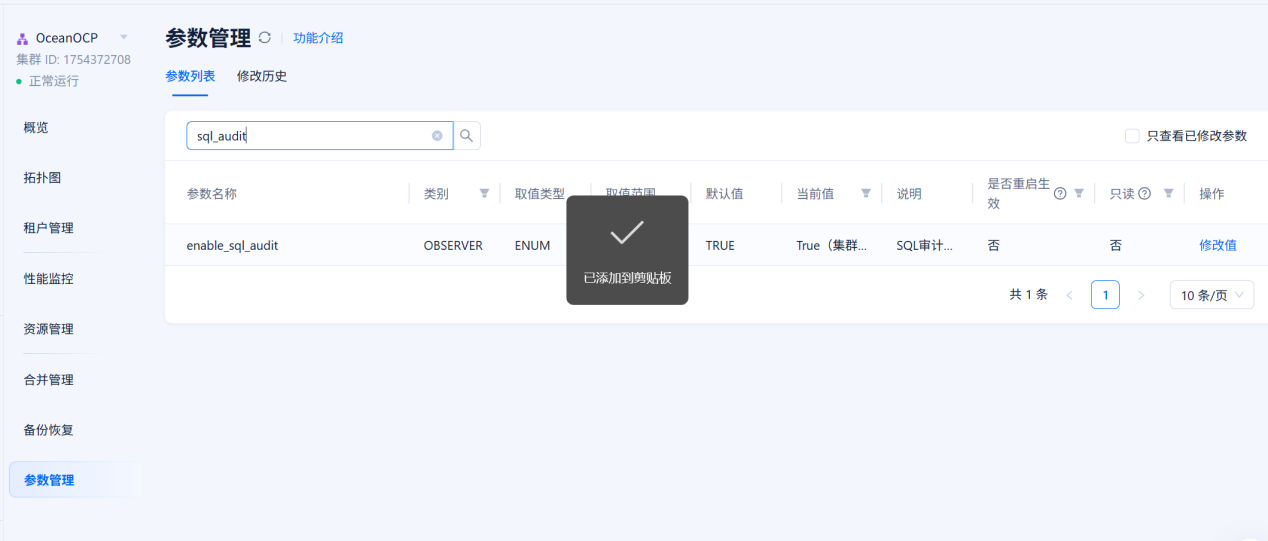 OceanOCP
集群 ID: 1754372708
正常运行
概览
拓扑图
租户管理
性能监控
资源管理
合并管理
备份恢复
参数管理
参数管理 功能介绍
参数列表 修改历史
sql_audit
只查看已修改参数
参数名称 类别 取值类型 取值范围 默认值 当前值 说明 是否重启生效 只读 操作
enable_sql_audit OBSERVER ENUM TRUE True（集群... SQL审计... 否 否 修改值
已添加到剪贴板
共 1 条 1 10 条/页